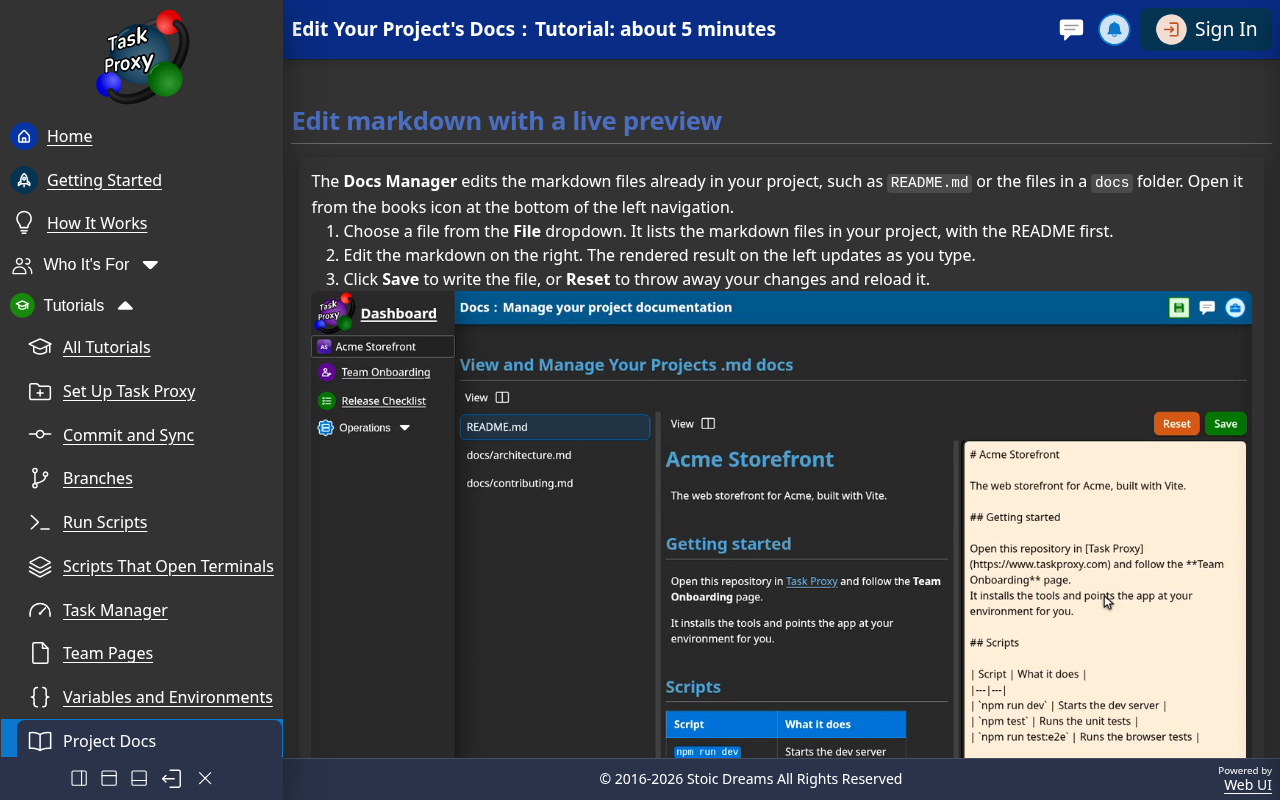 Task Proxy
Home
Getting Started
How It Works
Who It's For
Tutorials
All Tutorials
Set Up Task Proxy
Commit and Sync
Branches
Run Scripts
Scripts That Open Terminals
Task Manager
Team Pages
Variables and Environments
Project Docs
Edit Your Project's Docs : Tutorial: about 5 minutes
Sign In
Edit markdown with a live preview
The Docs Manager edits the markdown files already in your project, such as README.md or the files in a docs folder. Open it
from the books icon at the bottom of the left navigation.
1. Choose a file from the File dropdown. It lists the markdown files in your project, with the README first.
2. Edit the markdown on the right. The rendered result on the left updates as you type.
3. Click Save to write the file, or Reset to throw away your changes and reload it.
Task Proxy
Dashboard
AS Acme Storefront
Team Onboarding
Release Checklist
Operations
Docs : Manage your project documentation
View and Manage Your Projects .md docs
View
README.md
docs/architecture.md
docs/contributing.md
View
Reset
Save
Acme Storefront
The web storefront for Acme, built with Vite.
Getting started
Open this repository in Task Proxy and follow the Team
Onboarding page.
It installs the tools and points the app at your
environment for you.
Scripts
Script What it does
npm run dev Starts the dev server
# Acme Storefront
The web storefront for Acme, built with Vite.
## Getting started
Open this repository in [Task Proxy]
(https://www.taskproxy.com) and follow the **Team
Onboarding** page.
It installs the tools and points the app at your
environment for you.
## Scripts
| Script | What it does |
|---|---|
| `npm run dev` | Starts the dev server |
| `npm test` | Runs the unit tests |
| `npm run test:e2e` | Runs the browser tests |
© 2016-2026 Stoic Dreams All Rights Reserved
Powered by
Web UI